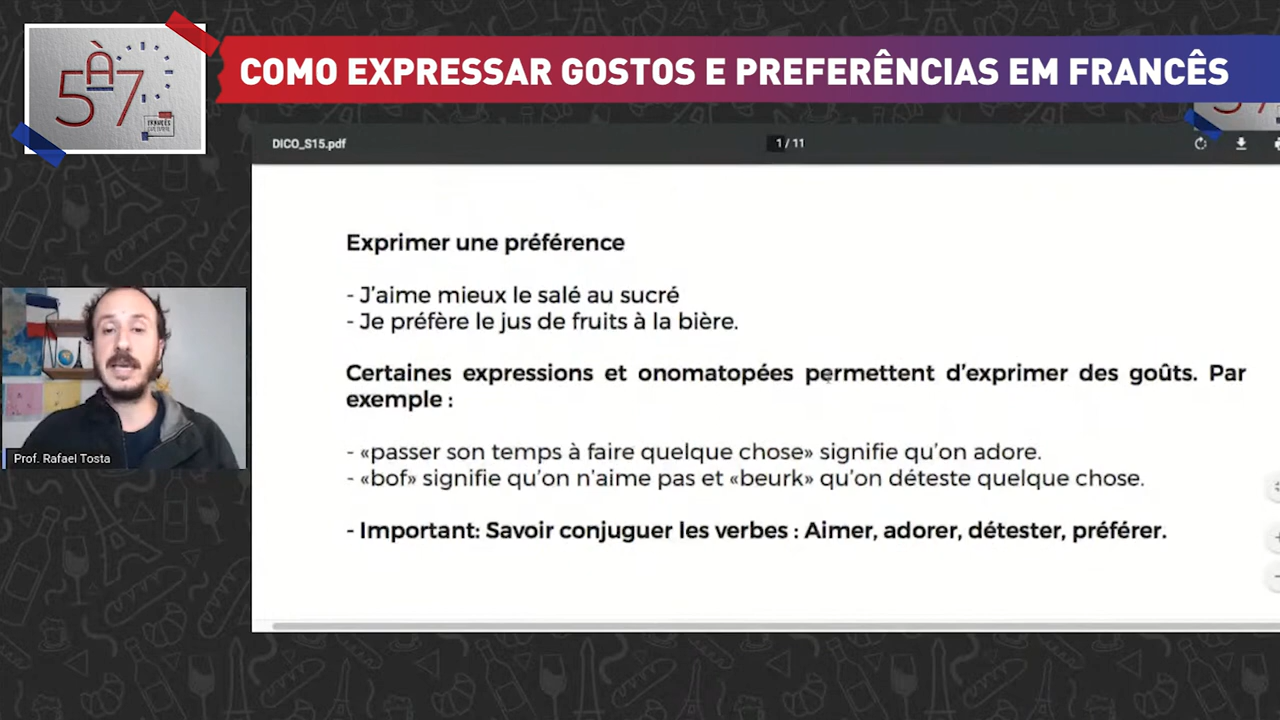 5 À 7
COMO EXPRESSAR GOSTOS E PREFERÊNCIAS EM FRANCÊS
DICO_S15.pdf
1 / 11
Exprimer une préférence
- J'aime mieux le salé au sucré
- Je préfère le jus de fruits à la bière.
Certaines expressions et onomatopées permettent d'exprimer des goûts. Par
exemple :
- «passer son temps à faire quelque chose» signifie qu'on adore.
- «bof» signifie qu'on n'aime pas et «beurk» qu'on déteste quelque chose.
- Important: Savoir conjuguer les verbes : Aimer, adorer, détester, préférer.
Prof. Rafael Tosta